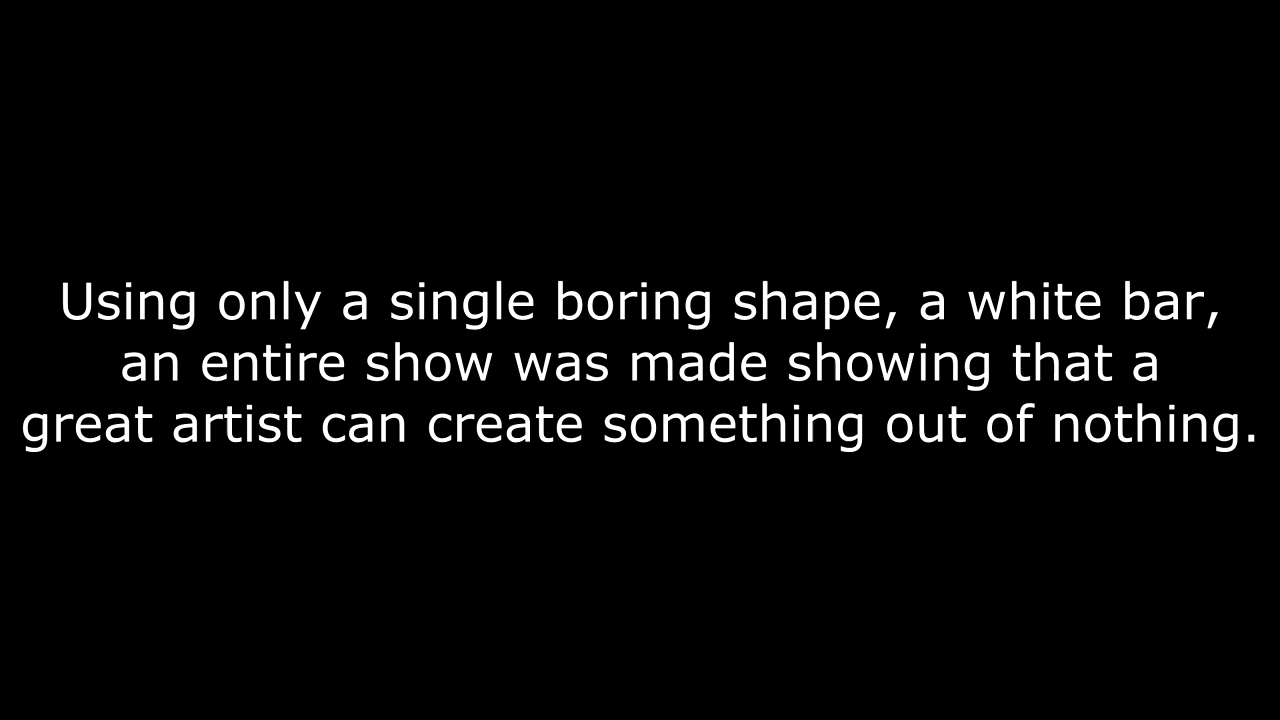 Using only a single boring shape, a white bar,
an entire show was made showing that a
great artist can create something out of nothing.